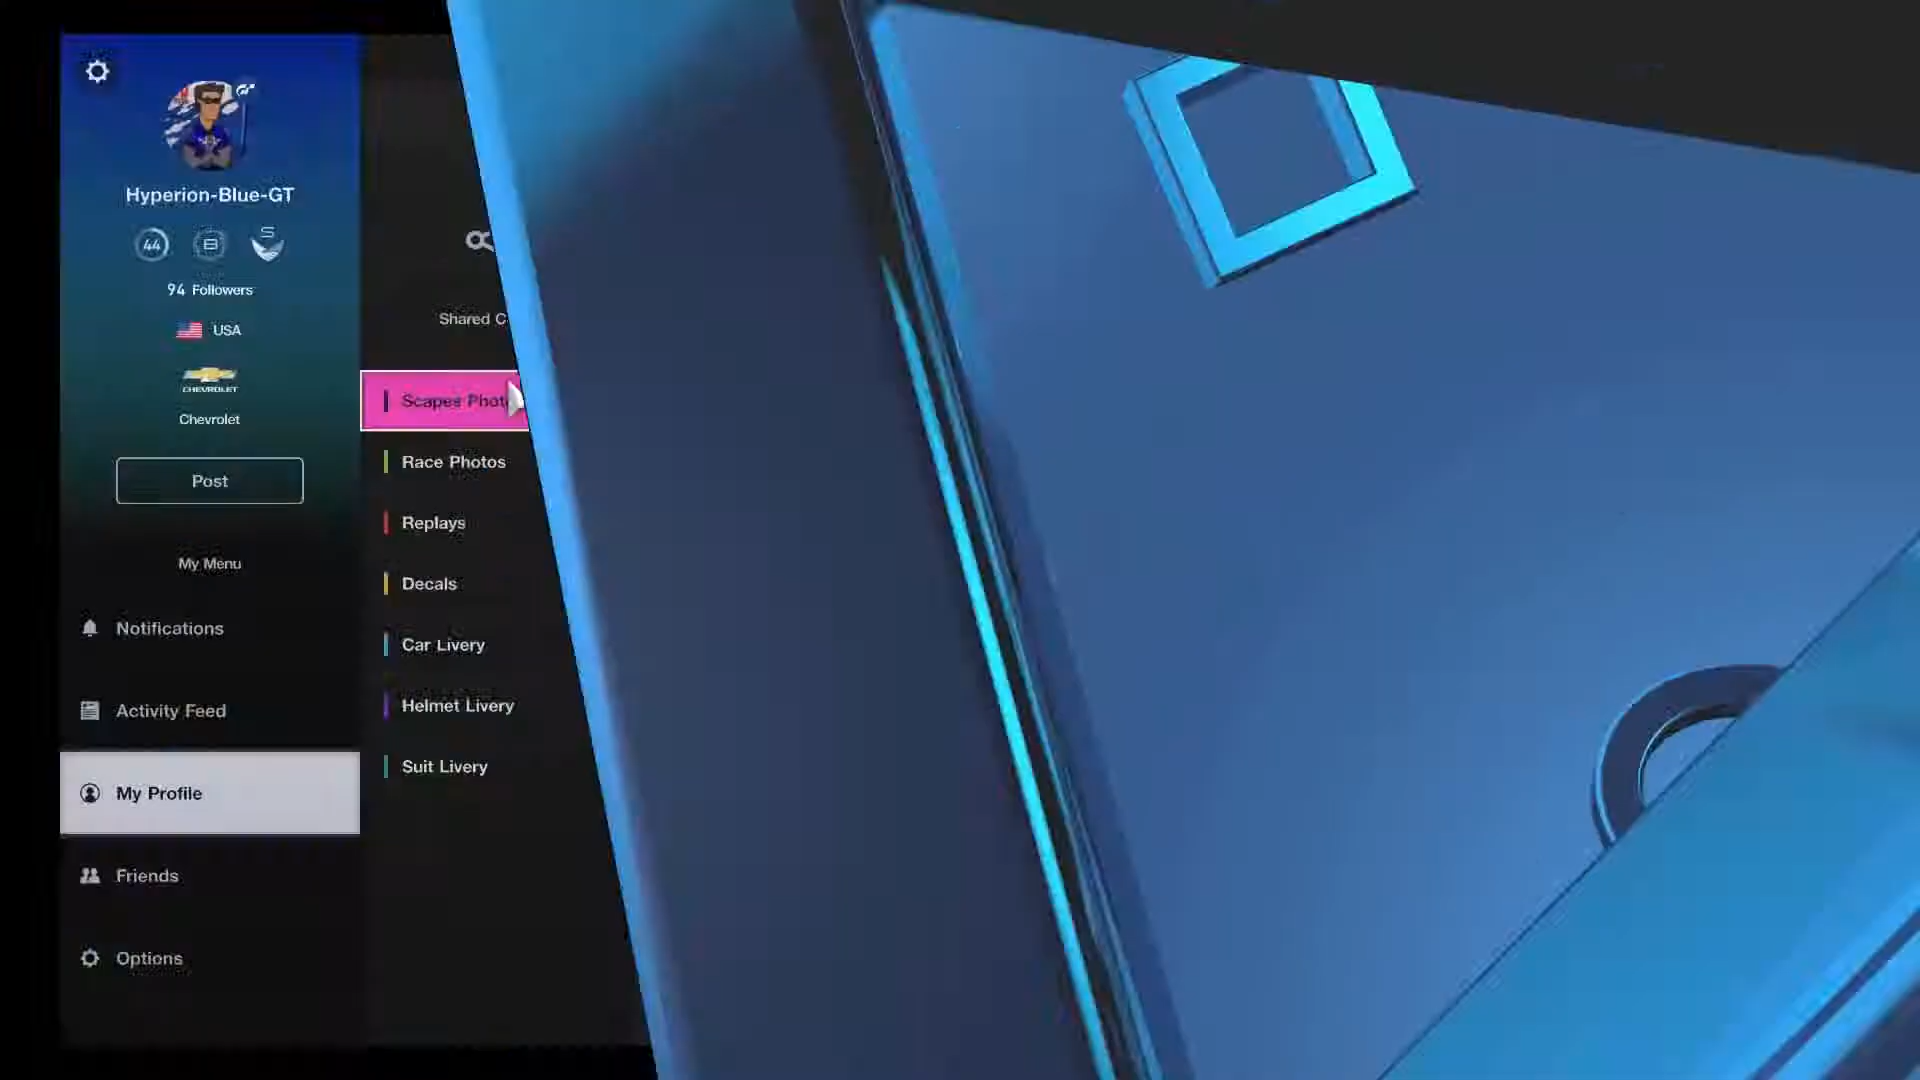 Hyperion-Blue-GT
44 B S
94 Followers
USA
CHEVROLET
Chevrolet
Post
My Menu
Notifications
Activity Feed
My Profile
Friends
Options
Shared C
Scapes Phot
Race Photos
Replays
Decals
Car Livery
Helmet Livery
Suit Livery